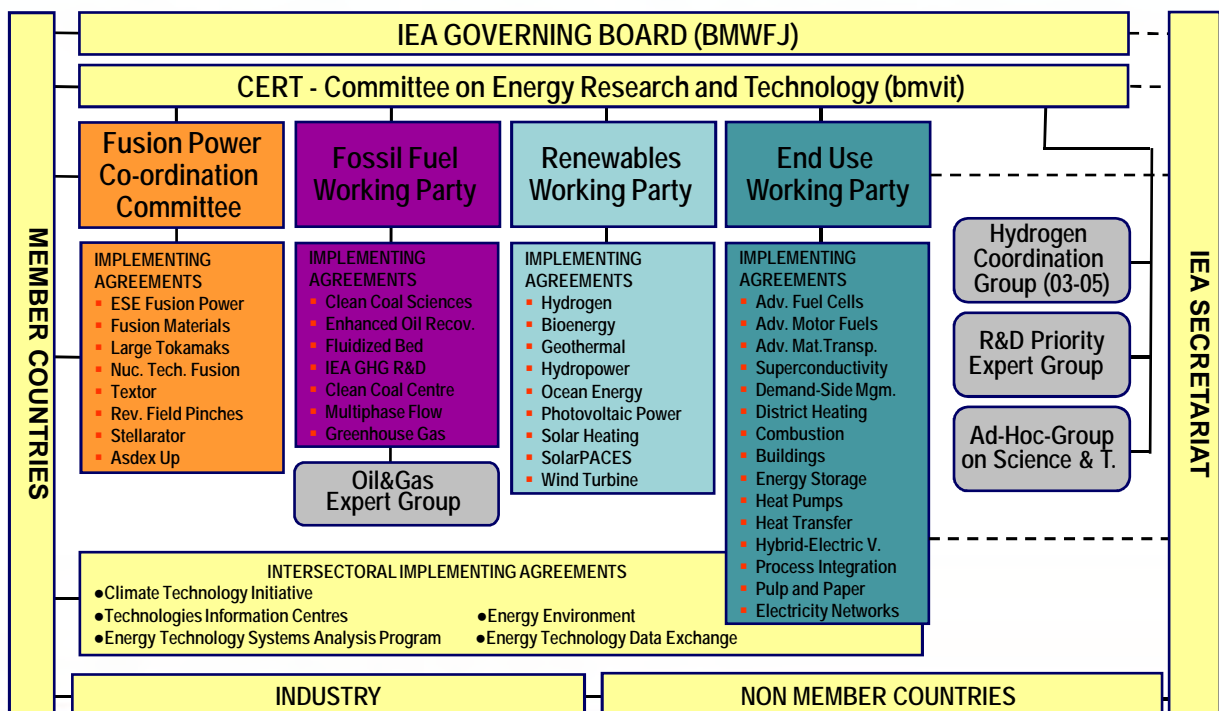 IEA GOVERNING BOARD (BMWFJ)
CERT - Committee on Energy Research and Technology (bmvit)
MEMBER COUNTRIES
Fusion Power
Co-ordination
Committee
IMPLEMENTING
AGREEMENTS
▪ ESE Fusion Power
▪ Fusion Materials
▪ Large Tokamaks
▪ Nuc. Tech. Fusion
▪ Textor
▪ Rev. Field Pinches
▪ Stellarator
▪ Asdex Up
Fossil Fuel
Working Party
IMPLEMENTING
AGREEMENTS
▪ Clean Coal Sciences
▪ Enhanced Oil Recov.
▪ Fluidized Bed
▪ IEA GHG R&D
▪ Clean Coal Centre
▪ Multiphase Flow
▪ Greenhouse Gas
Oil&Gas
Expert Group
Renewables
Working Party
IMPLEMENTING
AGREEMENTS
▪ Hydrogen
▪ Bioenergy
▪ Geothermal
▪ Hydropower
▪ Ocean Energy
▪ Photovoltaic Power
▪ Solar Heating
▪ SolarPACES
▪ Wind Turbine
End Use
Working Party
IMPLEMENTING
AGREEMENTS
▪ Adv. Fuel Cells
▪ Adv. Motor Fuels
▪ Adv. Mat.Transp.
▪ Superconductivity
▪ Demand-Side Mgm.
▪ District Heating
▪ Combustion
▪ Buildings
▪ Energy Storage
▪ Heat Pumps
▪ Heat Transfer
▪ Hybrid-Electric V.
▪ Process Integration
▪ Pulp and Paper
▪ Electricity Networks
Hydrogen
Coordination
Group (03-05)
R&D Priority
Expert Group
Ad-Hoc-Group
on Science & T.
IEA SECRETARIAT
INTERSECTORAL IMPLEMENTING AGREEMENTS
●Climate Technology Initiative
●Technologies Information Centres ●Energy Environment
●Energy Technology Systems Analysis Program ●Energy Technology Data Exchange
INDUSTRY
NON MEMBER COUNTRIES